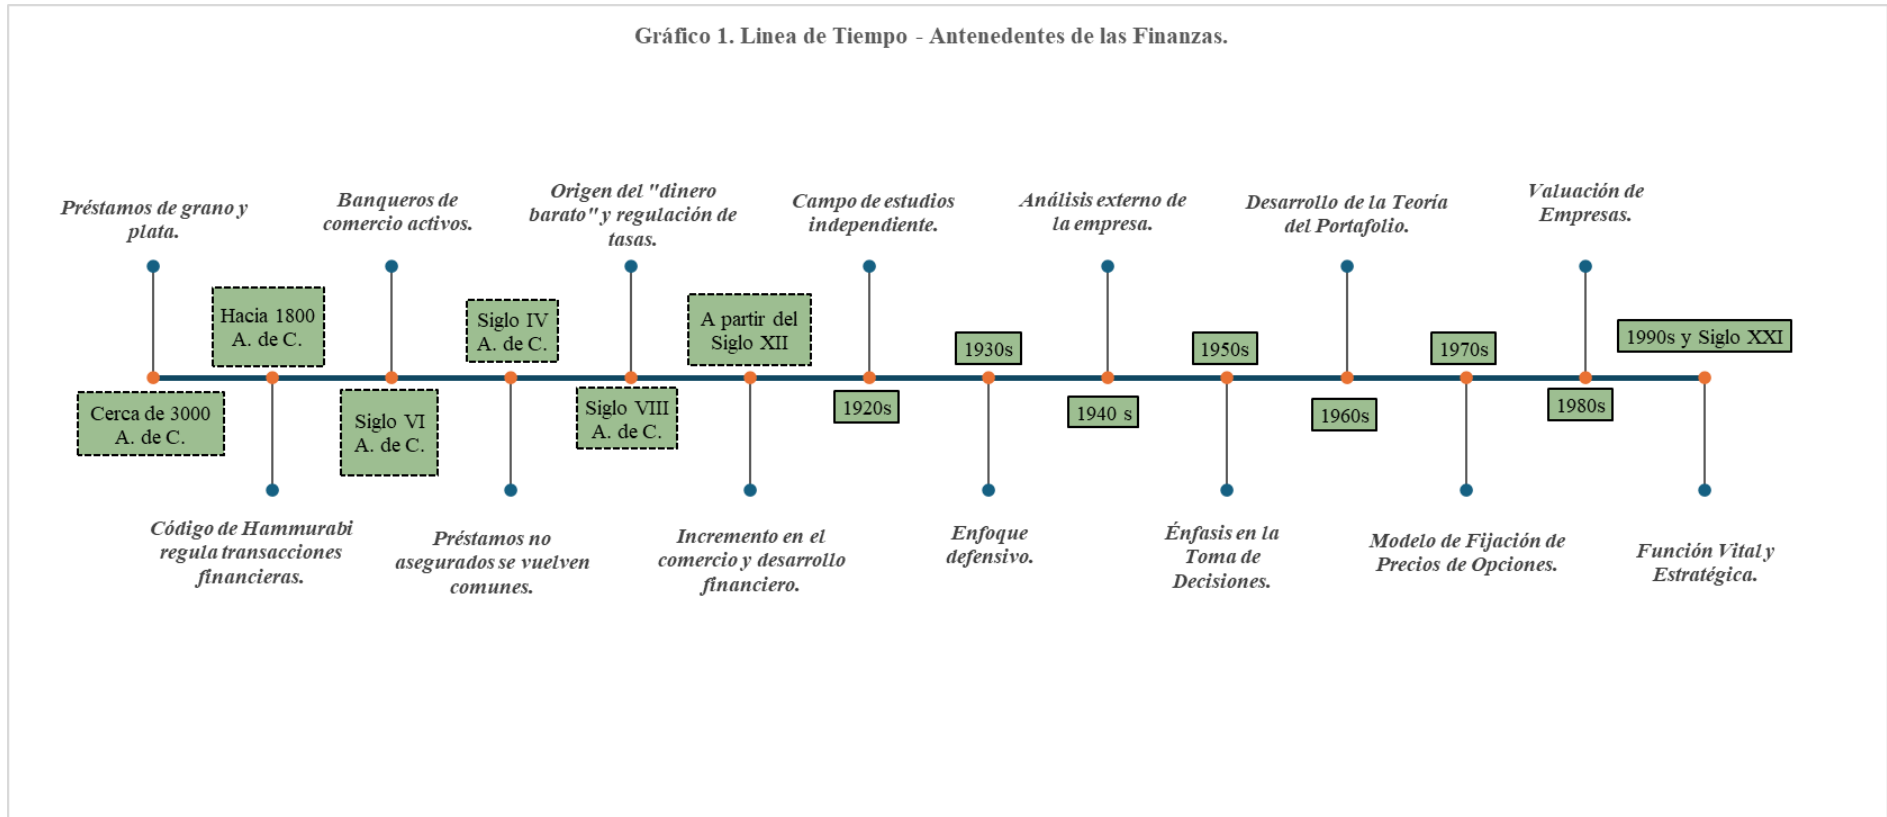 Gráfico 1. Linea de Tiempo - Antenedentes de las Finanzas.
Préstamos de grano y
plata.
Cerca de 3000
A. de C.
Hacia 1800
A. de C.
Código de Hammurabi
regula transacciones
financieras.
Banqueros de
comercio activos.
Siglo VI
A. de C.
Siglo IV
A. de C.
Préstamos no
asegurados se vuelven
comunes.
Origen del "dinero
barato" y regulación de
tasas.
Siglo VIII
A. de C.
A partir del
Siglo XII
Incremento en el
comercio y desarrollo
financiero.
Campo de estudios
independiente.
1920s
1930s
Enfoque
defensivo.
Análisis externo de
la empresa.
1940 s
1950s
Énfasis en la
Toma de
Decisiones.
Desarrollo de la Teoría
del Portafolio.
1960s
1970s
Modelo de Fijación de
Precios de Opciones.
Valuación de
Empresas.
1980s
1990s y Siglo XXI
Función Vital y
Estratégica.